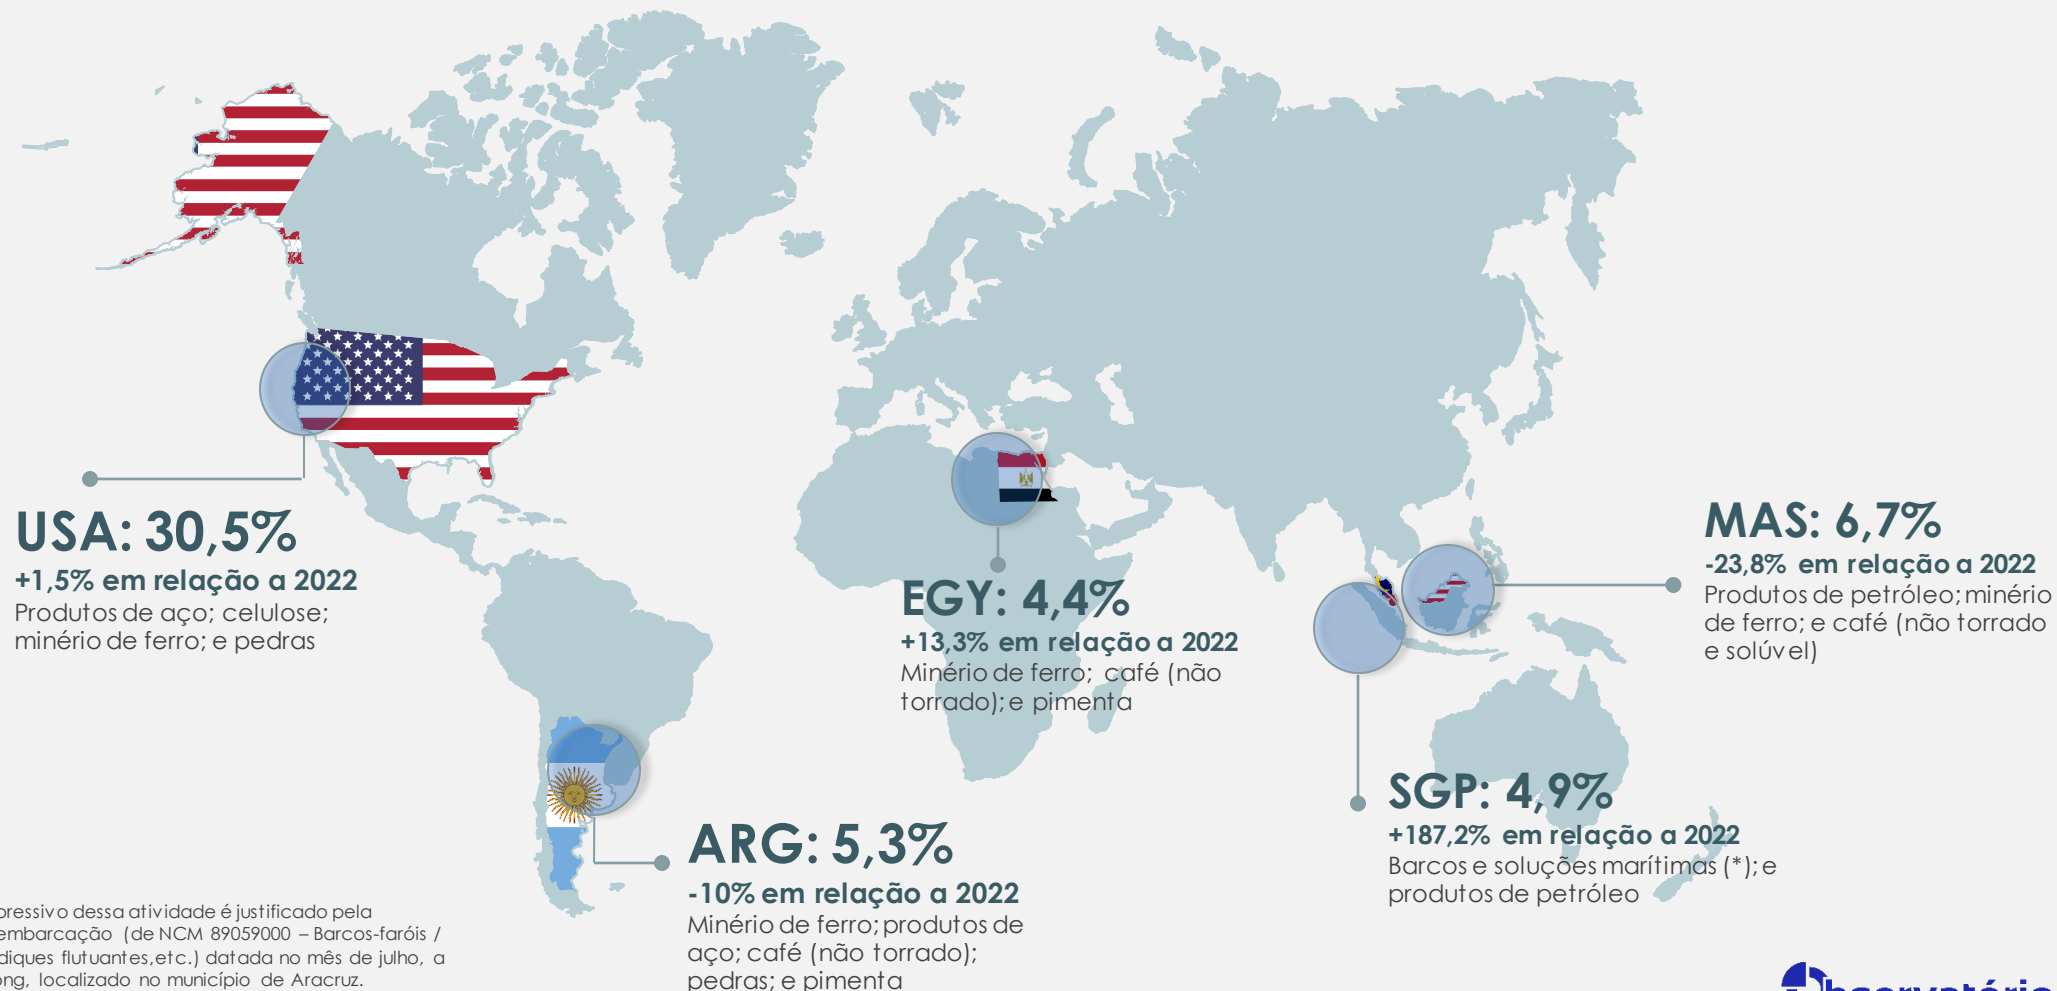 USA: 30,5%
+1,5% em relação a 2022
Produtos de aço; celulose;
minério de ferro; e pedras
EGY: 4,4%
+13,3% em relação a 2022
Minério de ferro; café (não
torrado); e pimenta
MAS: 6,7%
-23,8% em relação a 2022
Produtos de petróleo; minério
de ferro; e café (não torrado
e solúvel)
SGP: 4,9%
+187,2% em relação a 2022
Barcos e soluções marítimas (*); e
produtos de petróleo
ARG: 5,3%
-10% em relação a 2022
Minério de ferro; produtos de
aço; café (não torrado);
pedras; e pimenta
pressivo dessa atividade é justificado pela
embarcação (de NCM 89059000 – Barcos-faróis /
diques flutuantes,etc.) datada no mês de julho, a
ong, localizado no município de Aracruz.